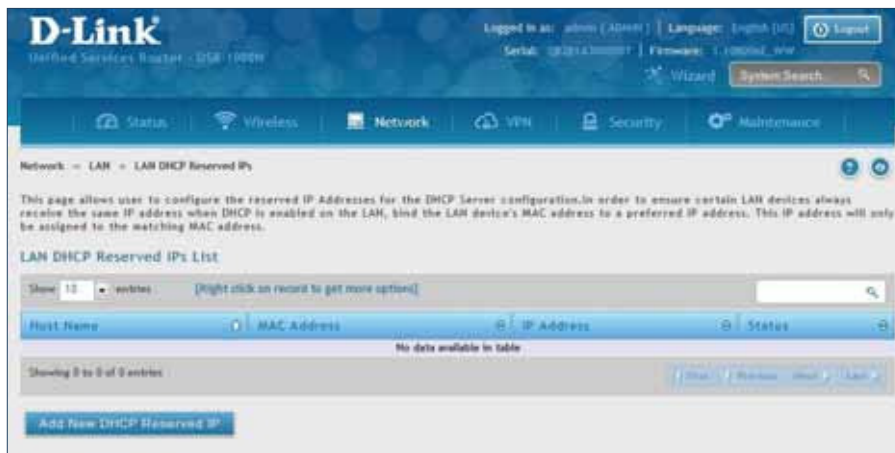 D-Link
Logged in as: admin ( ADMIN ) | Language: English [US]
Logout
Unified Services Router - DSR-1000N
Serial: | Firmware:
Wizard
System Search...
Status
Wireless
Network
VPN
Security
Maintenance
Network » LAN » LAN DHCP Reserved IPs
This page allows user to configure the reserved IP Addresses for the DHCP Server configuration.In order to ensure certain LAN devices always
receive the same IP address when DHCP is enabled on the LAN, bind the LAN device's MAC address to a preferred IP address. This IP address will only
be assigned to the matching MAC address.
LAN DHCP Reserved IPs List
Show 10 entries [Right click on record to get more options]
Host Name MAC Address IP Address Status
No data available in table
Showing 0 to 0 of 0 entries
First Previous Next Last
Add New DHCP Reserved IP